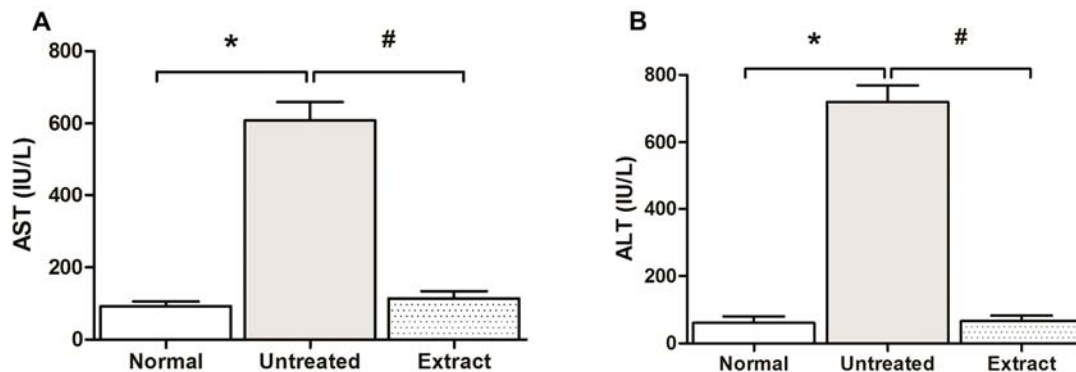 A
* #
AST (IU/L)
800
600
400
200
0
Normal Untreated Extract
B
* #
ALT (IU/L)
800
600
400
200
0
Normal Untreated Extract